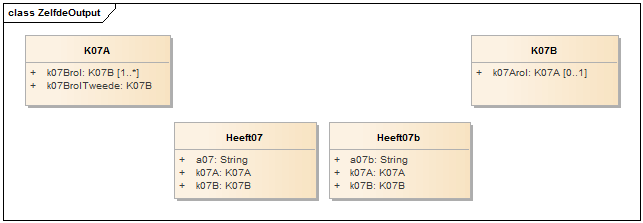 class ZelfdeOutput
K07A
+ k07Brol: K07B [1..*]
+ k07BrolTweede: K07B
K07B
+ k07Arol: K07A [0..1]
Heeft07
+ a07: String
+ k07A: K07A
+ k07B: K07B
Heeft07b
+ a07b: String
+ k07A: K07A
+ k07B: K07B